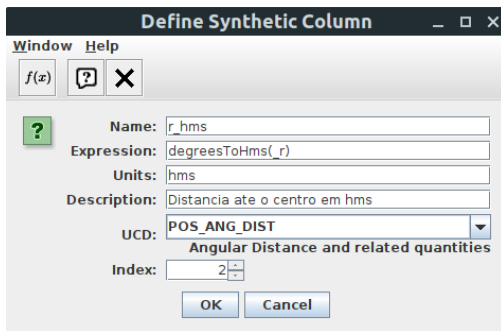 Define Synthetic Column
Window Help
f(x)
Name: r_hms
Expression: degreesToHms(_r)
Units: hms
Description: Distancia ate o centro em hms
UCD: POS_ANG_DIST
Angular Distance and related quantities
Index: 2
OK Cancel